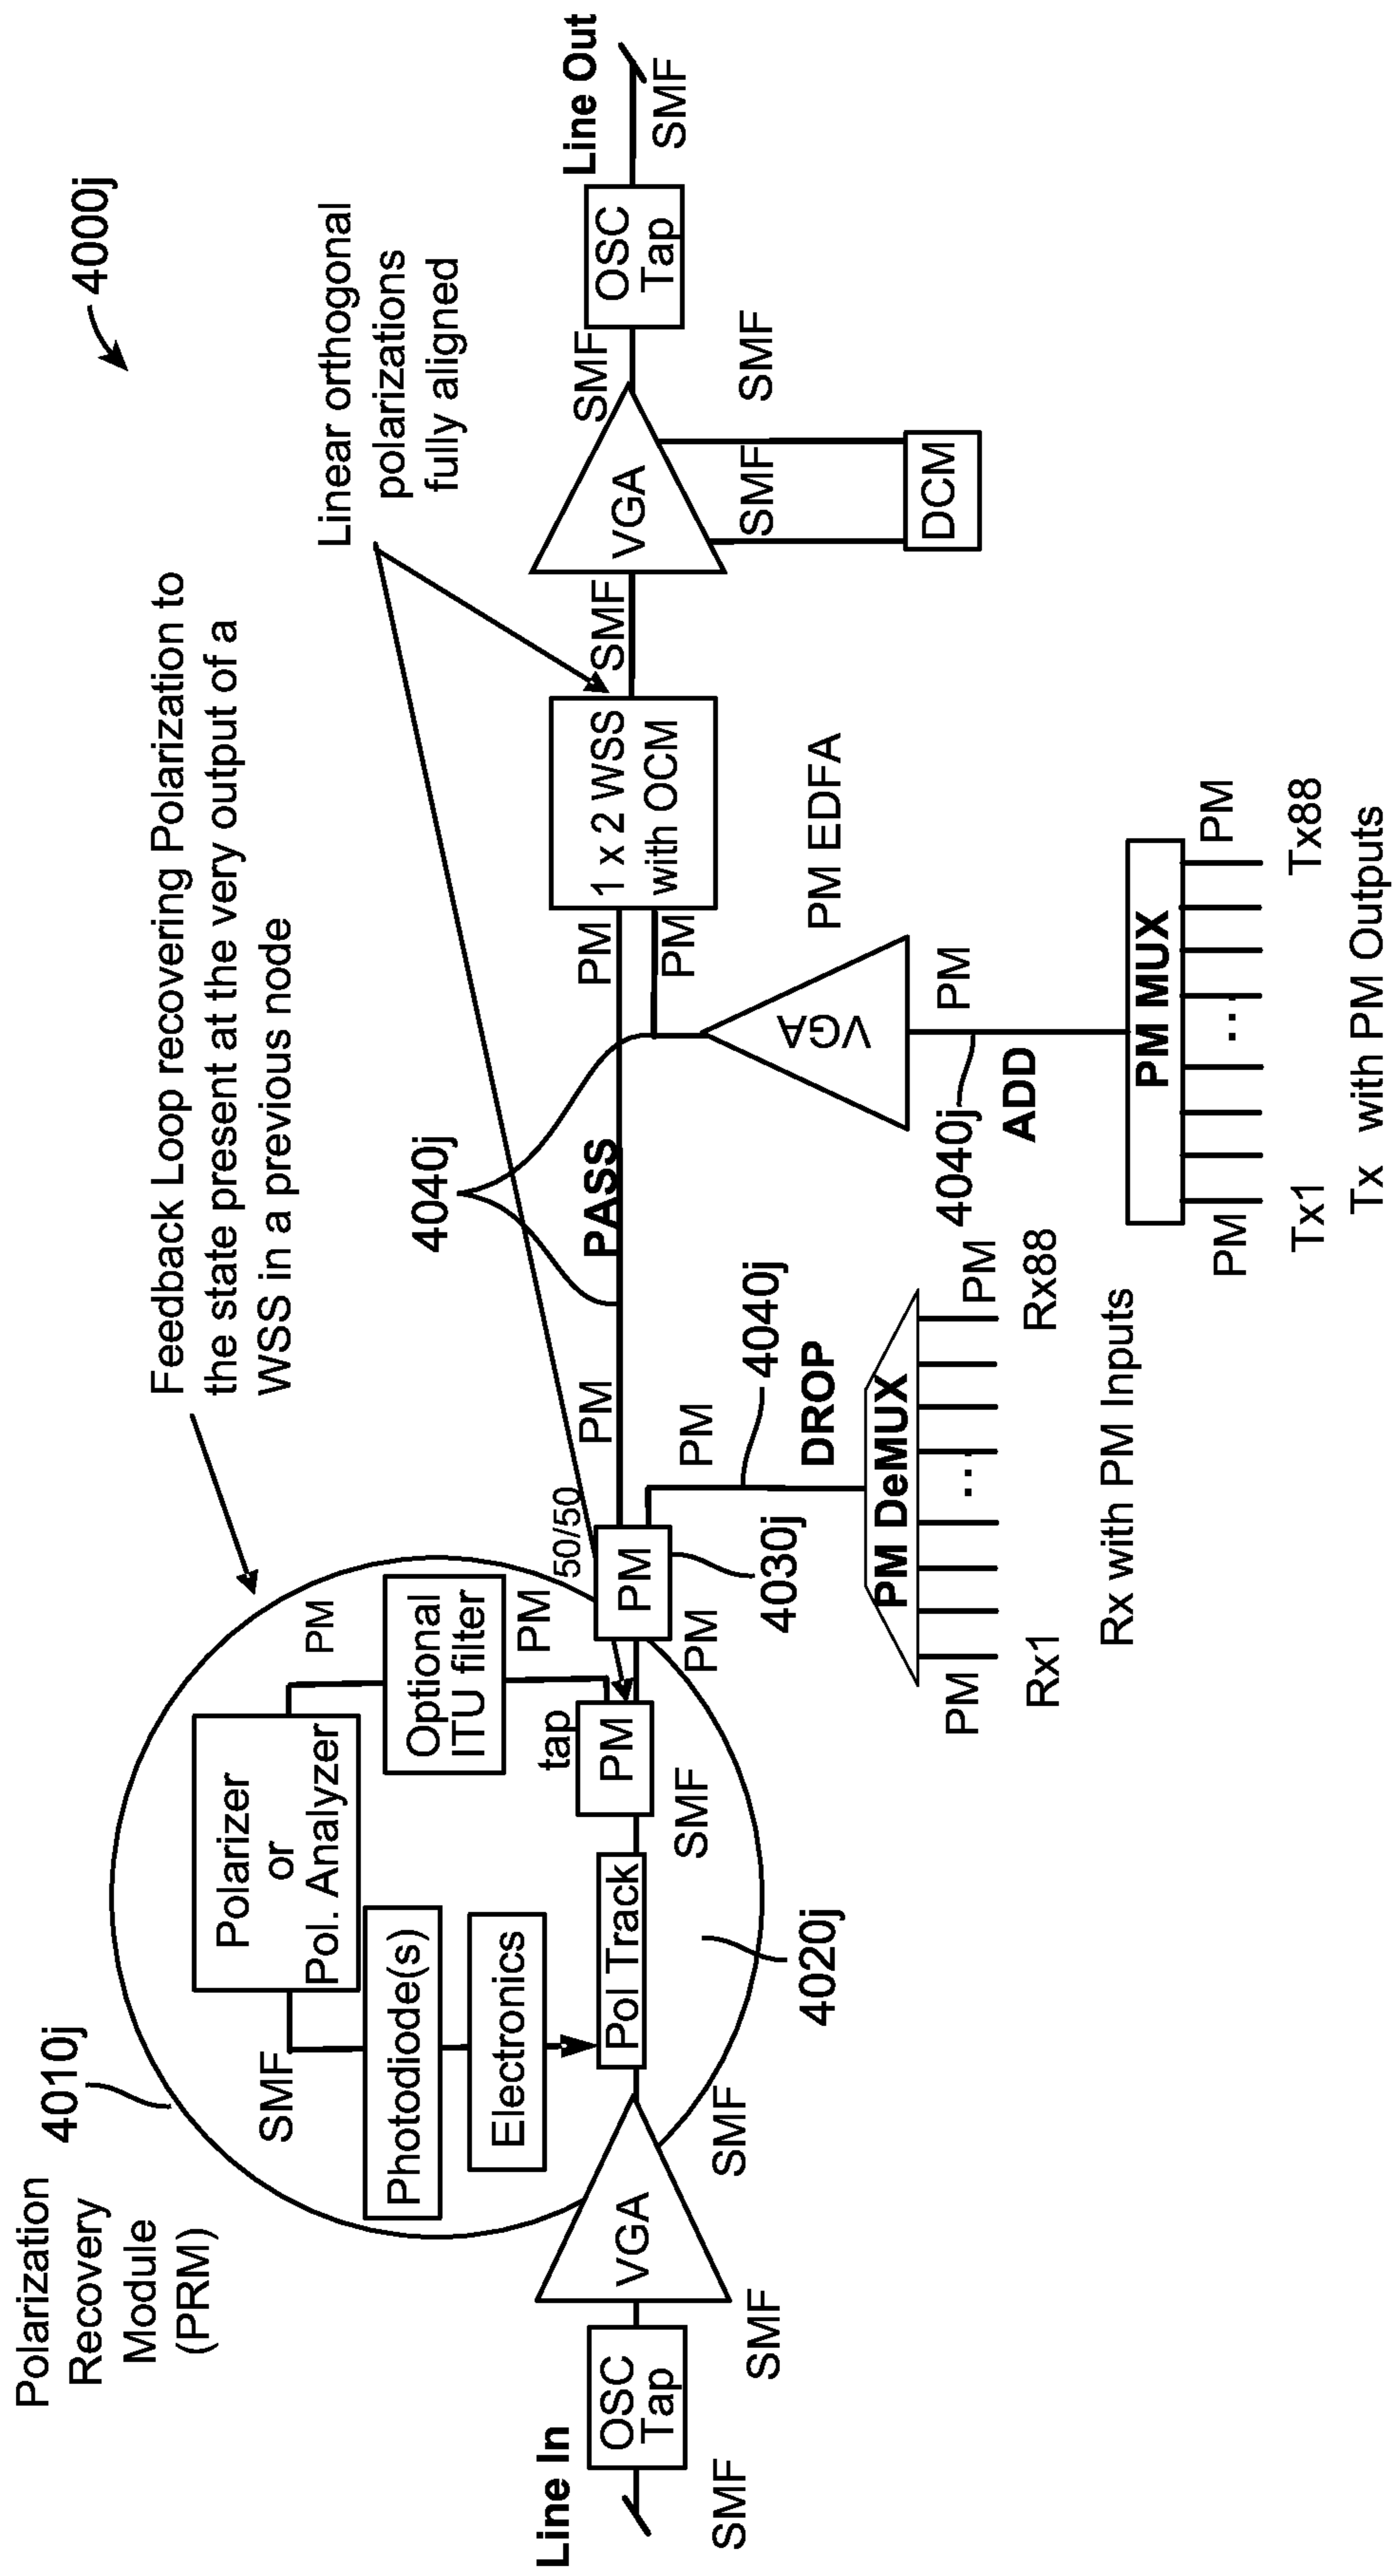 4000j
Polarization
Recovery
Module
(PRM)
4010j
Feedback Loop recovering Polarization to
the state present at the very output of a
WSS in a previous node
Linear orthogonal
polarizations
fully aligned
Polarizer
or
Pol. Analyzer
PM
Optional
ITU filter
PM
SMF
Photodiode(s)
Electronics
Line In
SMF
OSC
Tap
SMF
VGA
SMF
Pol Track
4020j
SMF
tap
PM
PM
50/50
PM
4030j
PM
PASS
4040j
PM
PM
1 x 2 WSS
with OCM
SMF
VGA
SMF
SMF
SMF
DCM
OSC
Tap
Line Out
SMF
PM
4040j
DROP
PM DeMUX
PM
...
PM
Rx1
Rx88
Rx with PM Inputs
VGA
PM EDFA
PM
4040j
ADD
PM MUX
PM
...
PM
Tx1
Tx88
Tx with PM Outputs